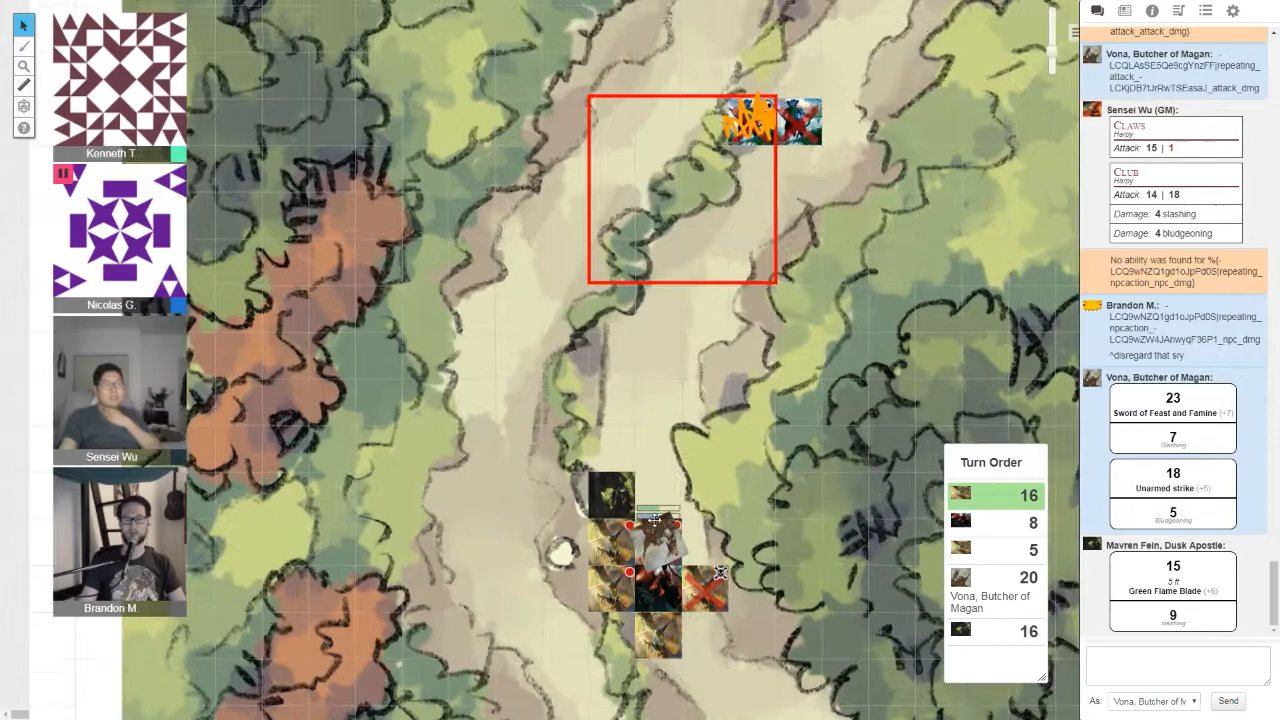 Kenneth T.
Nicolas G.
Sensei Wu
Brandon M.
Turn Order
16
8
5
20
Vona, Butcher of
Magan
16
attack_attack_dmg}
Vona, Butcher of Magan: -
LCQLAsSE5Qe9cgYnzFF|repeating_
attack_-
LCKjDB7tJrRwTSEasaJ_attack_dmg
Sensei Wu (GM):
CLAWS
Harpy
Attack: 15 | 1
CLUB
Harpy
Attack: 14 | 18
Damage: 4 slashing
Damage: 4 bludgeoning
No ability was found for %{-
LCQ9wNZQ1gd1oJpPd0S|repeating_
npcaction_npc_dmg}
Brandon M.: -
LCQ9wNZQ1gd1oJpPd0S|repeating_
npcaction_-
LCQ9wZW4JAnwyqF36P1_npc_dmg
^disregard that sry
Vona, Butcher of Magan:
23
Sword of Feast and Famine (+7)
7
Slashing
18
Unarmed strike (+5)
5
Bludgeoning
Mavren Fein, Dusk Apostle:
15
5 ft
Green Flame Blade (+6)
9
slashing
As:
Vona, Butcher of M
Send